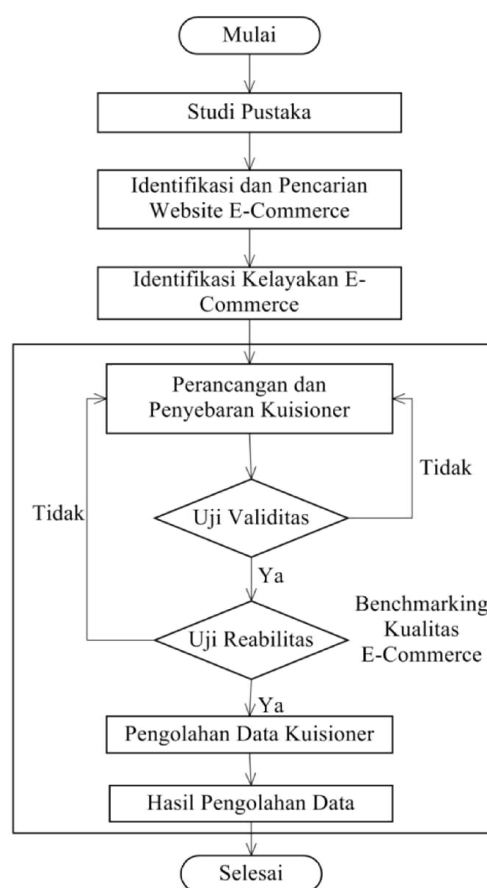 Mulai
Studi Pustaka
Identifikasi dan Pencarian
Website E-Commerce
Identifikasi Kelayakan E-
Commerce
Perancangan dan
Penyebaran Kuisioner
Tidak
Uji Validitas
Tidak
Ya
Uji Reabilitas
Benchmarking
Kualitas
E-Commerce
Ya
Pengolahan Data Kuisioner
Hasil Pengolahan Data
Selesai